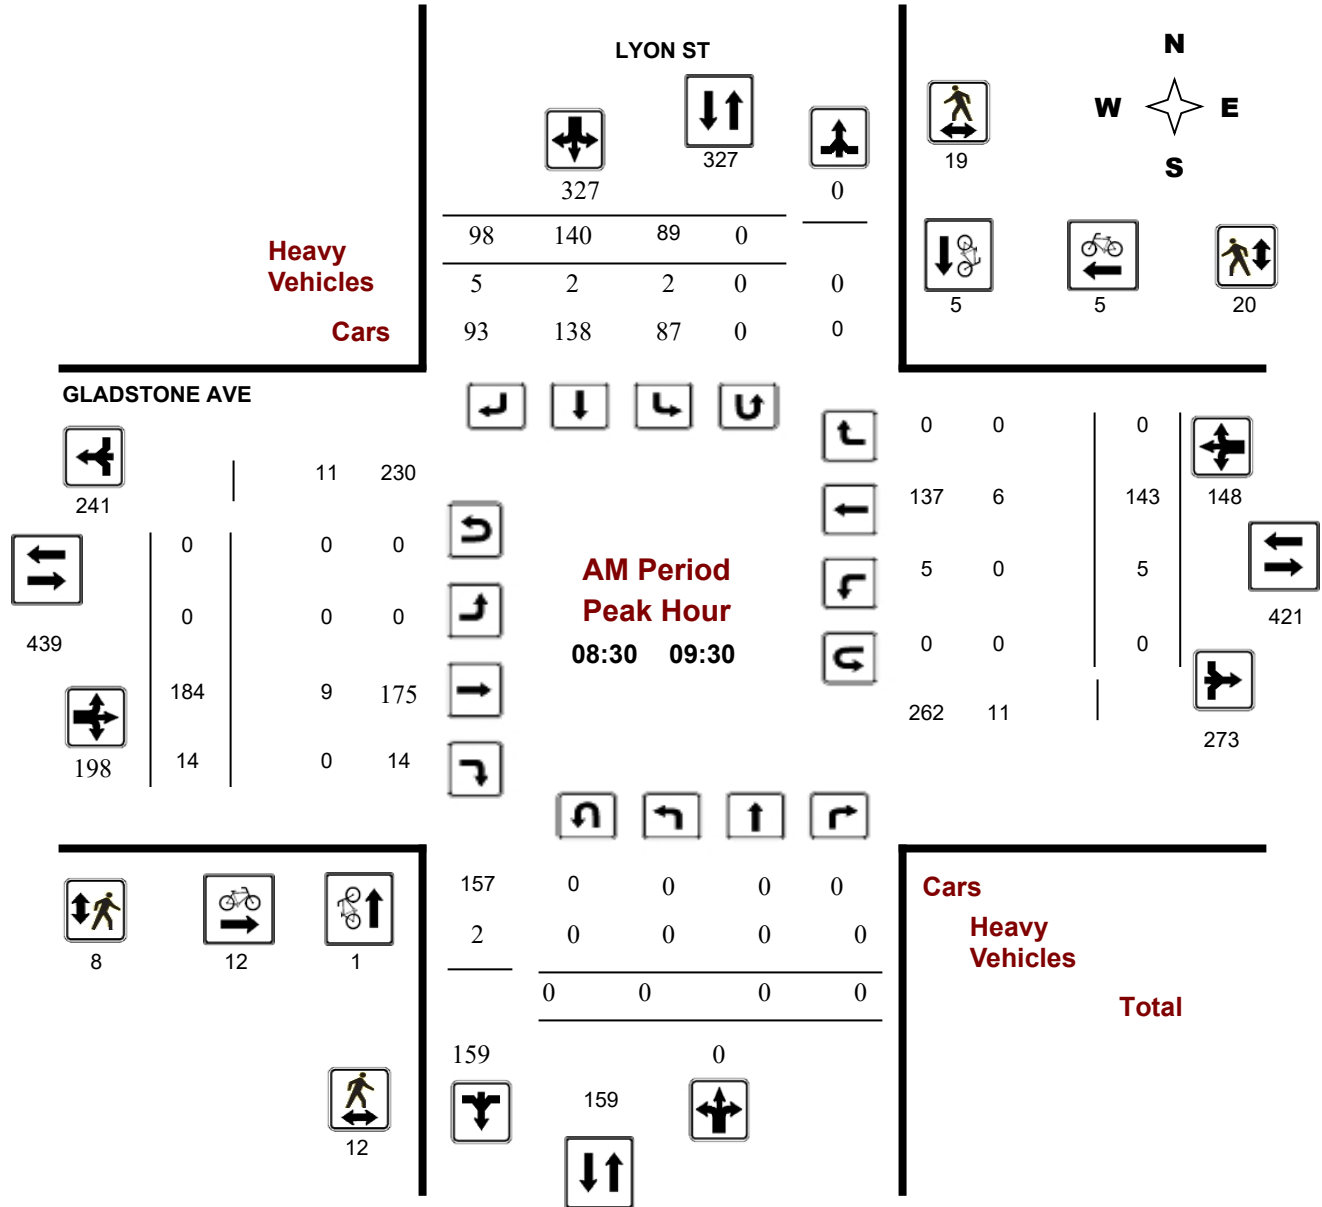 LYON ST
N
W E
S
327
327
0
19
98 140 89 0
Heavy
Vehicles
5 2 2 0 0
5 5 20
Cars
93 138 87 0 0
GLADSTONE AVE
0 0 0
11 230
241
137 6 143 148
0 0 0
AM Period
5 0 5
Peak Hour
0 0 0
421
439
08:30 09:30
0 0 0
184 9 175
262 11
273
198
14 0 14
157 0 0 0 0
Cars
2 0 0 0 0
Heavy
Vehicles
8 12 1
0 0 0 0
Total
159 0
159
12